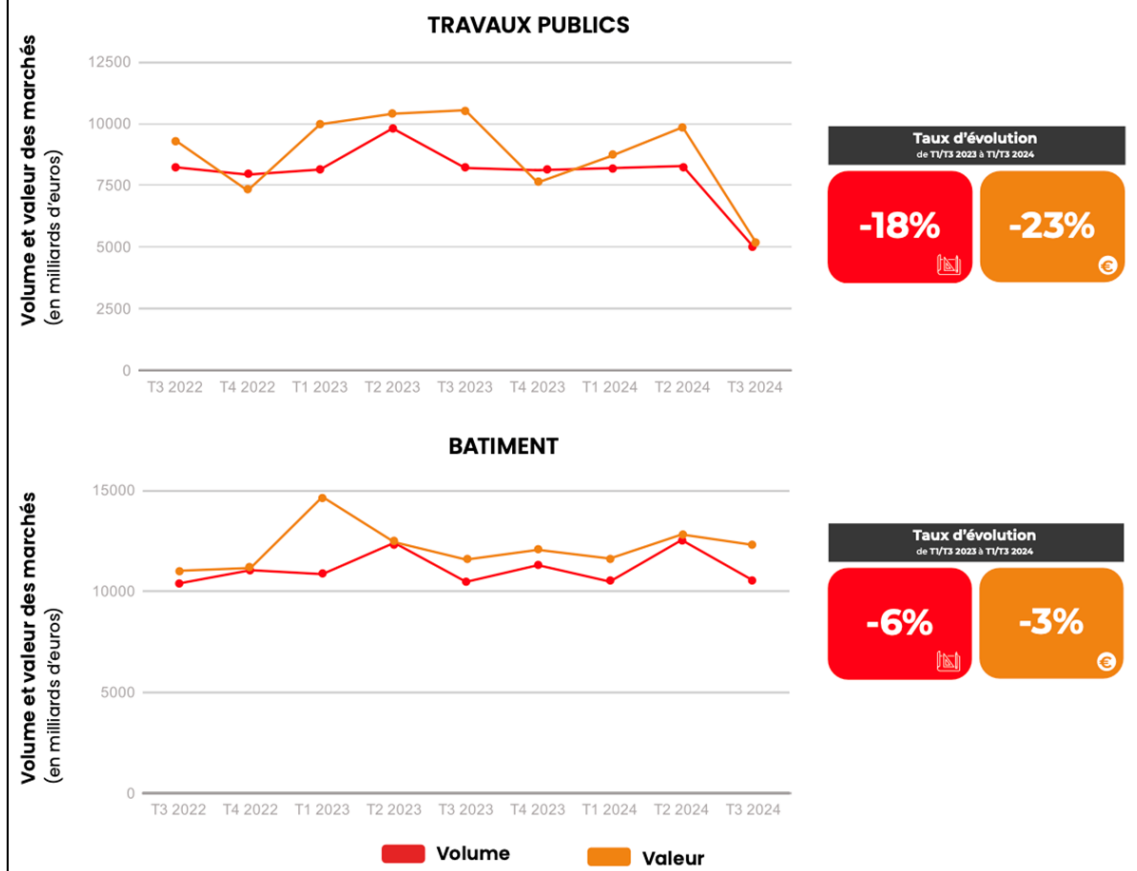 TRAVAUX PUBLICS
Volume et valeur des marchés
(en milliards d'euros)
12500
10000
7500
5000
2500
0
T3 2022 T4 2022 T1 2023 T2 2023 T3 2023 T4 2023 T1 2024 T2 2024 T3 2024
Taux d'évolution
de T1/T3 2023 à T1/T3 2024
-18% -23%
€
BATIMENT
Volume et valeur des marchés
(en milliards d'euros)
15000
10000
5000
0
T3 2022 T4 2022 T1 2023 T2 2023 T3 2023 T4 2023 T1 2024 T2 2024 T3 2024
Taux d'évolution
de T1/T3 2023 à T1/T3 2024
-6% -3%
€
Volume Valeur